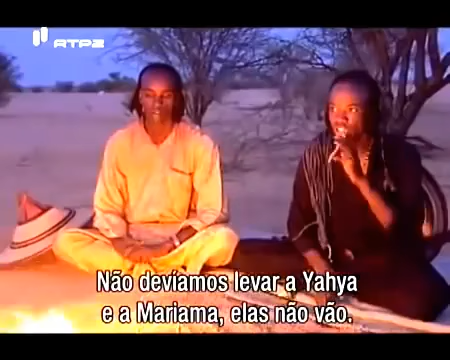 RTP2
Não devíamos levar a Yahya
e a Mariama, elas não vão.